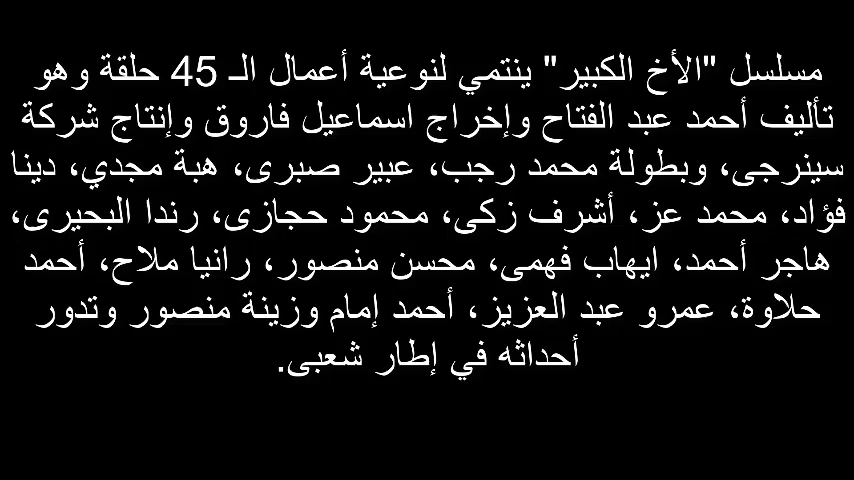 مسلسل "الأخ الكبير" ينتمي لنوعية أعمال الـ 45 حلقة وهو
تأليف أحمد عبد الفتاح وإخراج اسماعيل فاروق وإنتاج شركة
سينرجى، وبطولة محمد رجب، عبير صبرى، هبة مجدي، دينا
فؤاد، محمد عز، أشرف زكى، محمود حجازى، رندا البحيرى،
هاجر أحمد، ايهاب فهمى، محسن منصور، رانيا ملاح، أحمد
حلاوة، عمرو عبد العزيز، أحمد إمام وزينة منصور وتدور
أحداثه في إطار شعبى.